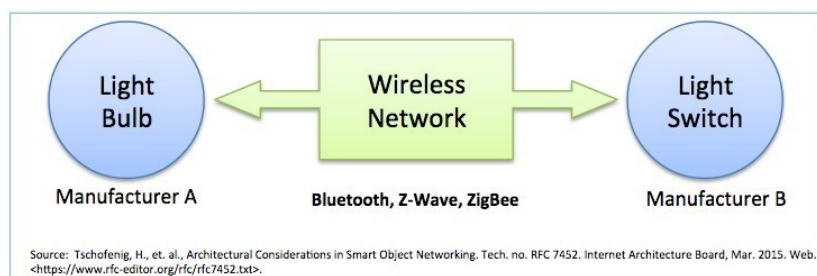 Light
Bulb
Wireless
Network
Light
Switch
Manufacturer A
Bluetooth, Z-Wave, ZigBee
Manufacturer B
Source:  Tschofenig, H., et. al., Architectural Considerations in Smart Object Networking. Tech. no. RFC 7452. Internet Architecture Board, Mar. 2015. Web.
<https://www.rfc-editor.org/rfc/rfc7452.txt>.